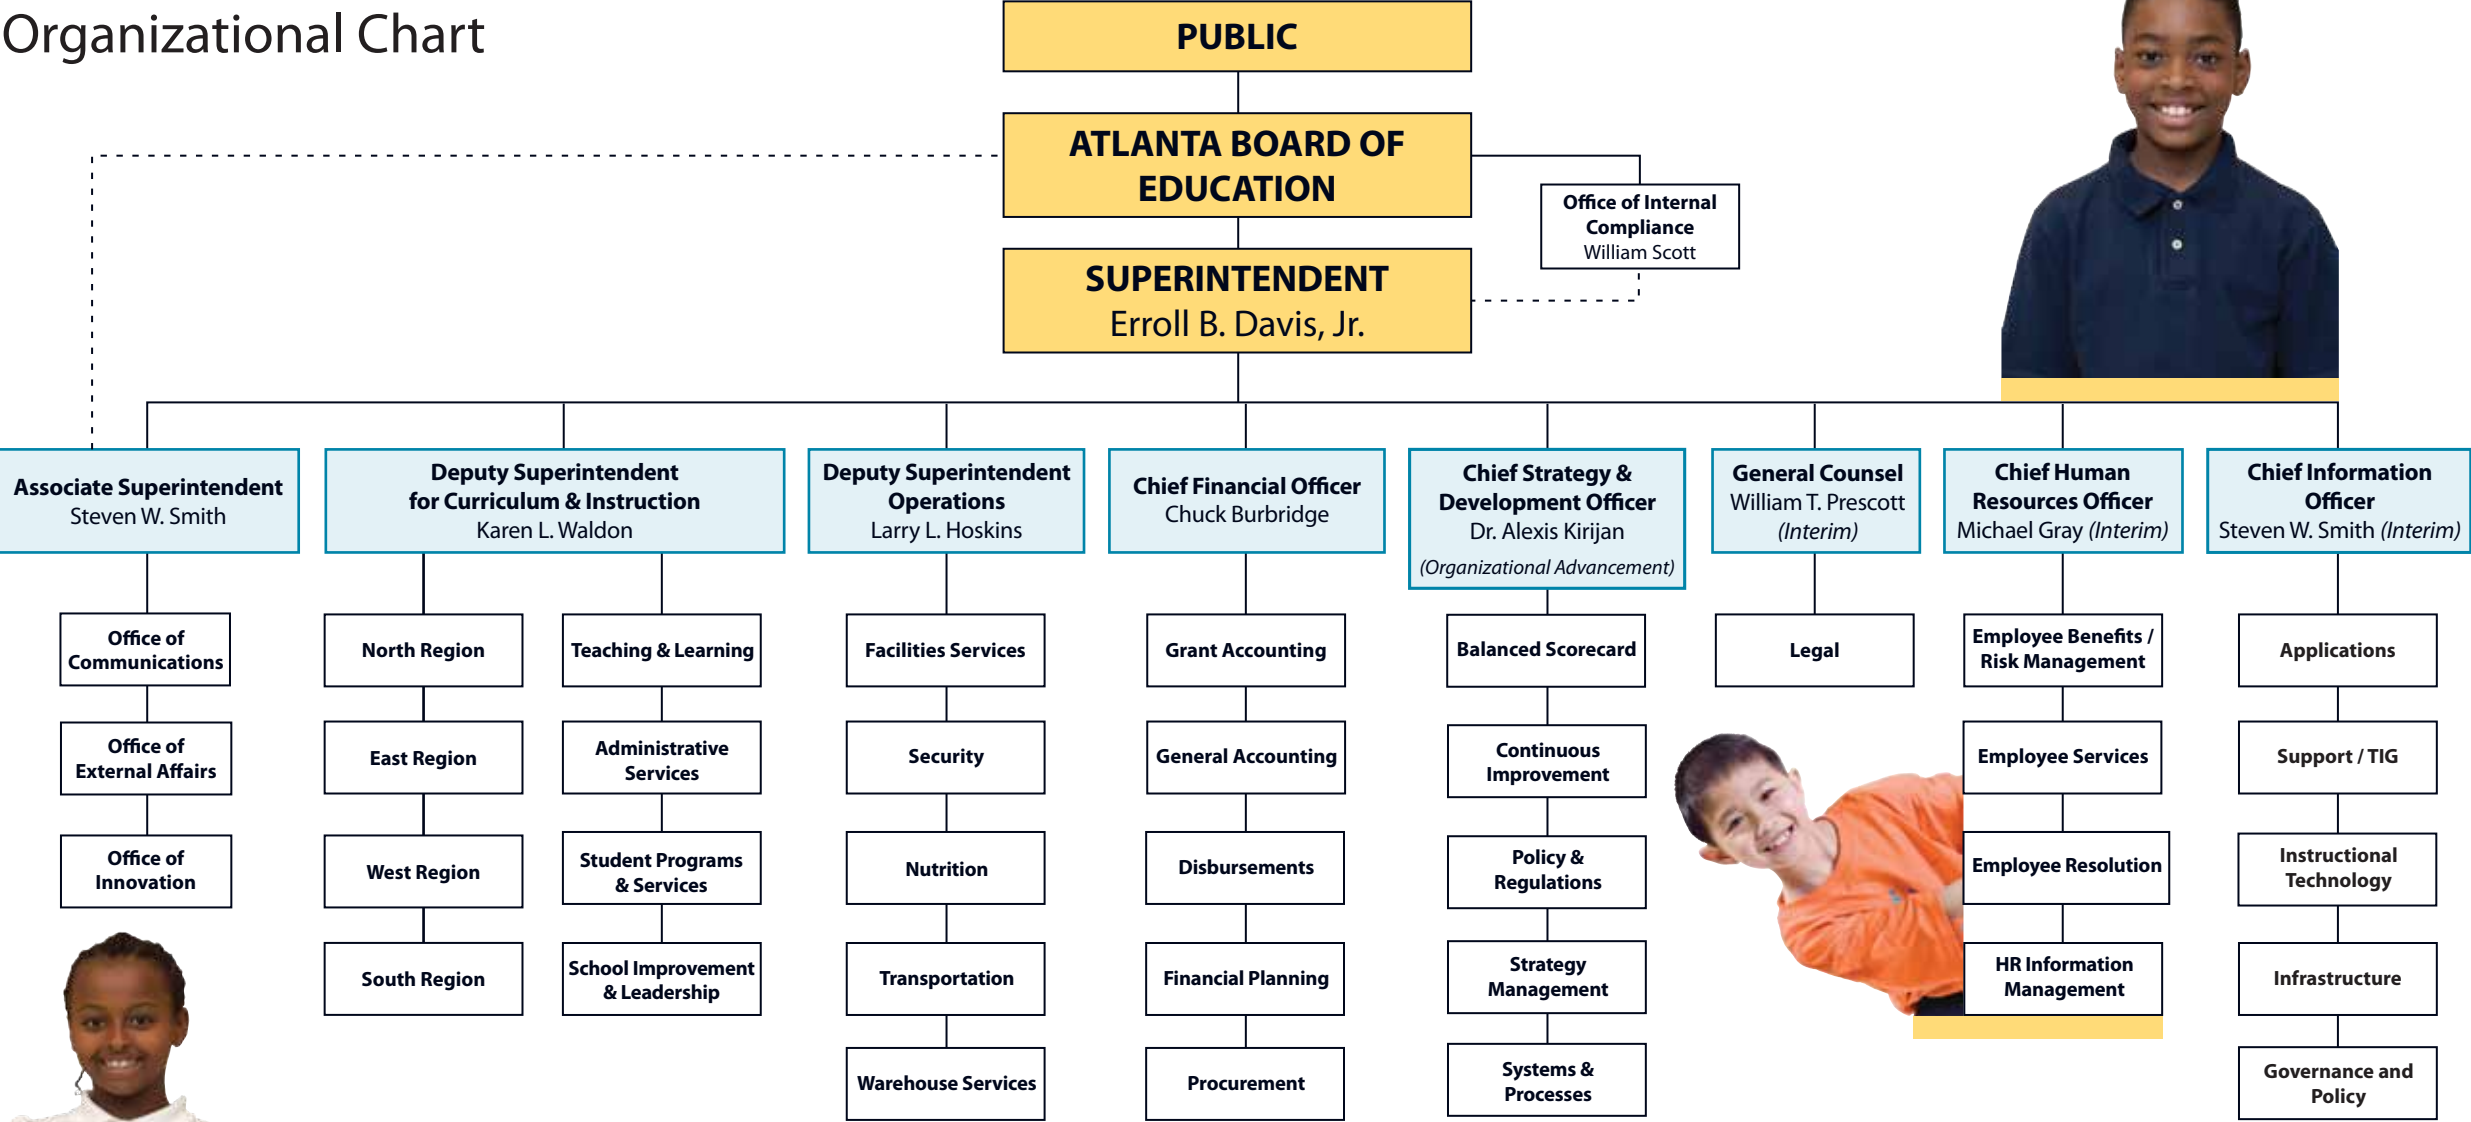 Organizational Chart
PUBLIC
ATLANTA BOARD OF
EDUCATION
Office of Internal
Compliance
William Scott
SUPERINTENDENT
Erroll B. Davis, Jr.
Associate Superintendent
Steven W. Smith
Deputy Superintendent
for Curriculum & Instruction
Karen L. Waldon
Deputy Superintendent
Operations
Larry L. Hoskins
Chief Financial Officer
Chuck Burbridge
Chief Strategy &
Development Officer
Dr. Alexis Kirijan
(Organizational Advancement)
General Counsel
William T. Prescott
(Interim)
Chief Human
Resources Officer
Michael Gray (Interim)
Chief Information
Officer
Steven W. Smith (Interim)
Office of
Communications
Office of
External Affairs
Office of
Innovation
North Region
East Region
West Region
South Region
Teaching & Learning
Administrative
Services
Student Programs
& Services
School Improvement
& Leadership
Facilities Services
Security
Nutrition
Transportation
Warehouse Services
Grant Accounting
General Accounting
Disbursements
Financial Planning
Procurement
Balanced Scorecard
Continuous
Improvement
Policy &
Regulations
Strategy
Management
Systems &
Processes
Legal
Employee Benefits /
Risk Management
Employee Services
Employee Resolution
HR Information
Management
Applications
Support / TIG
Instructional
Technology
Infrastructure
Governance and
Policy